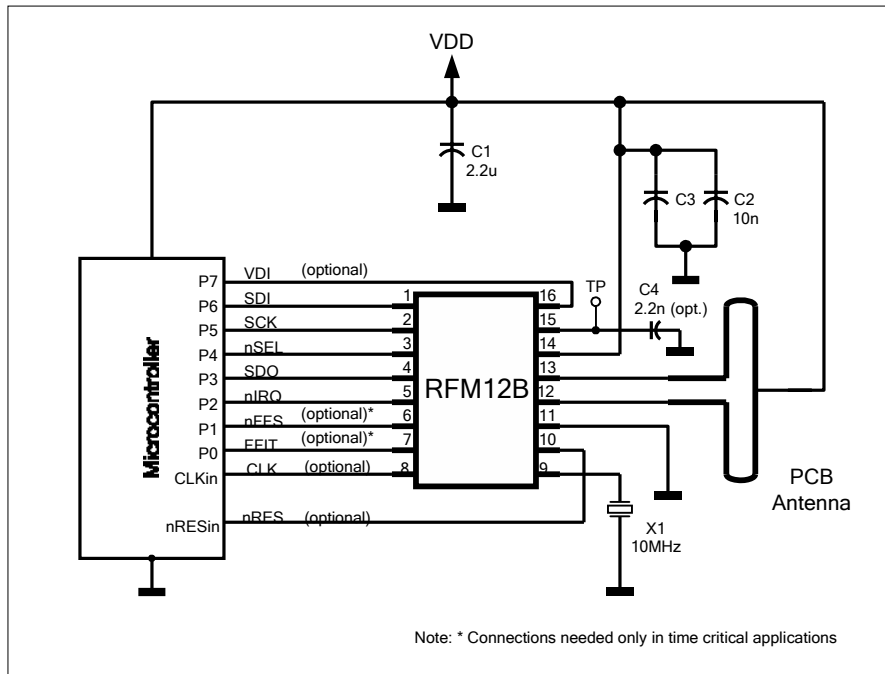 VDD
C1
2.2u
C3
C2
10n
P7
VDI
(optional)
P6
SDI
P5
SCK
P4
nSEL
P3
SDO
P2
nIRQ
P1
nFFS
(optional)*
P0
FFIT
(optional)*
CLKin
CLK
(optional)
nRESin
nRES
(optional)
Microcontroller
1
2
3
4
5
6
7
8
RFM12B
16
15
14
13
12
11
10
9
TP
C4
2.2n (opt.)
X1
10MHz
PCB
Antenna
Note: * Connections needed only in time critical applications